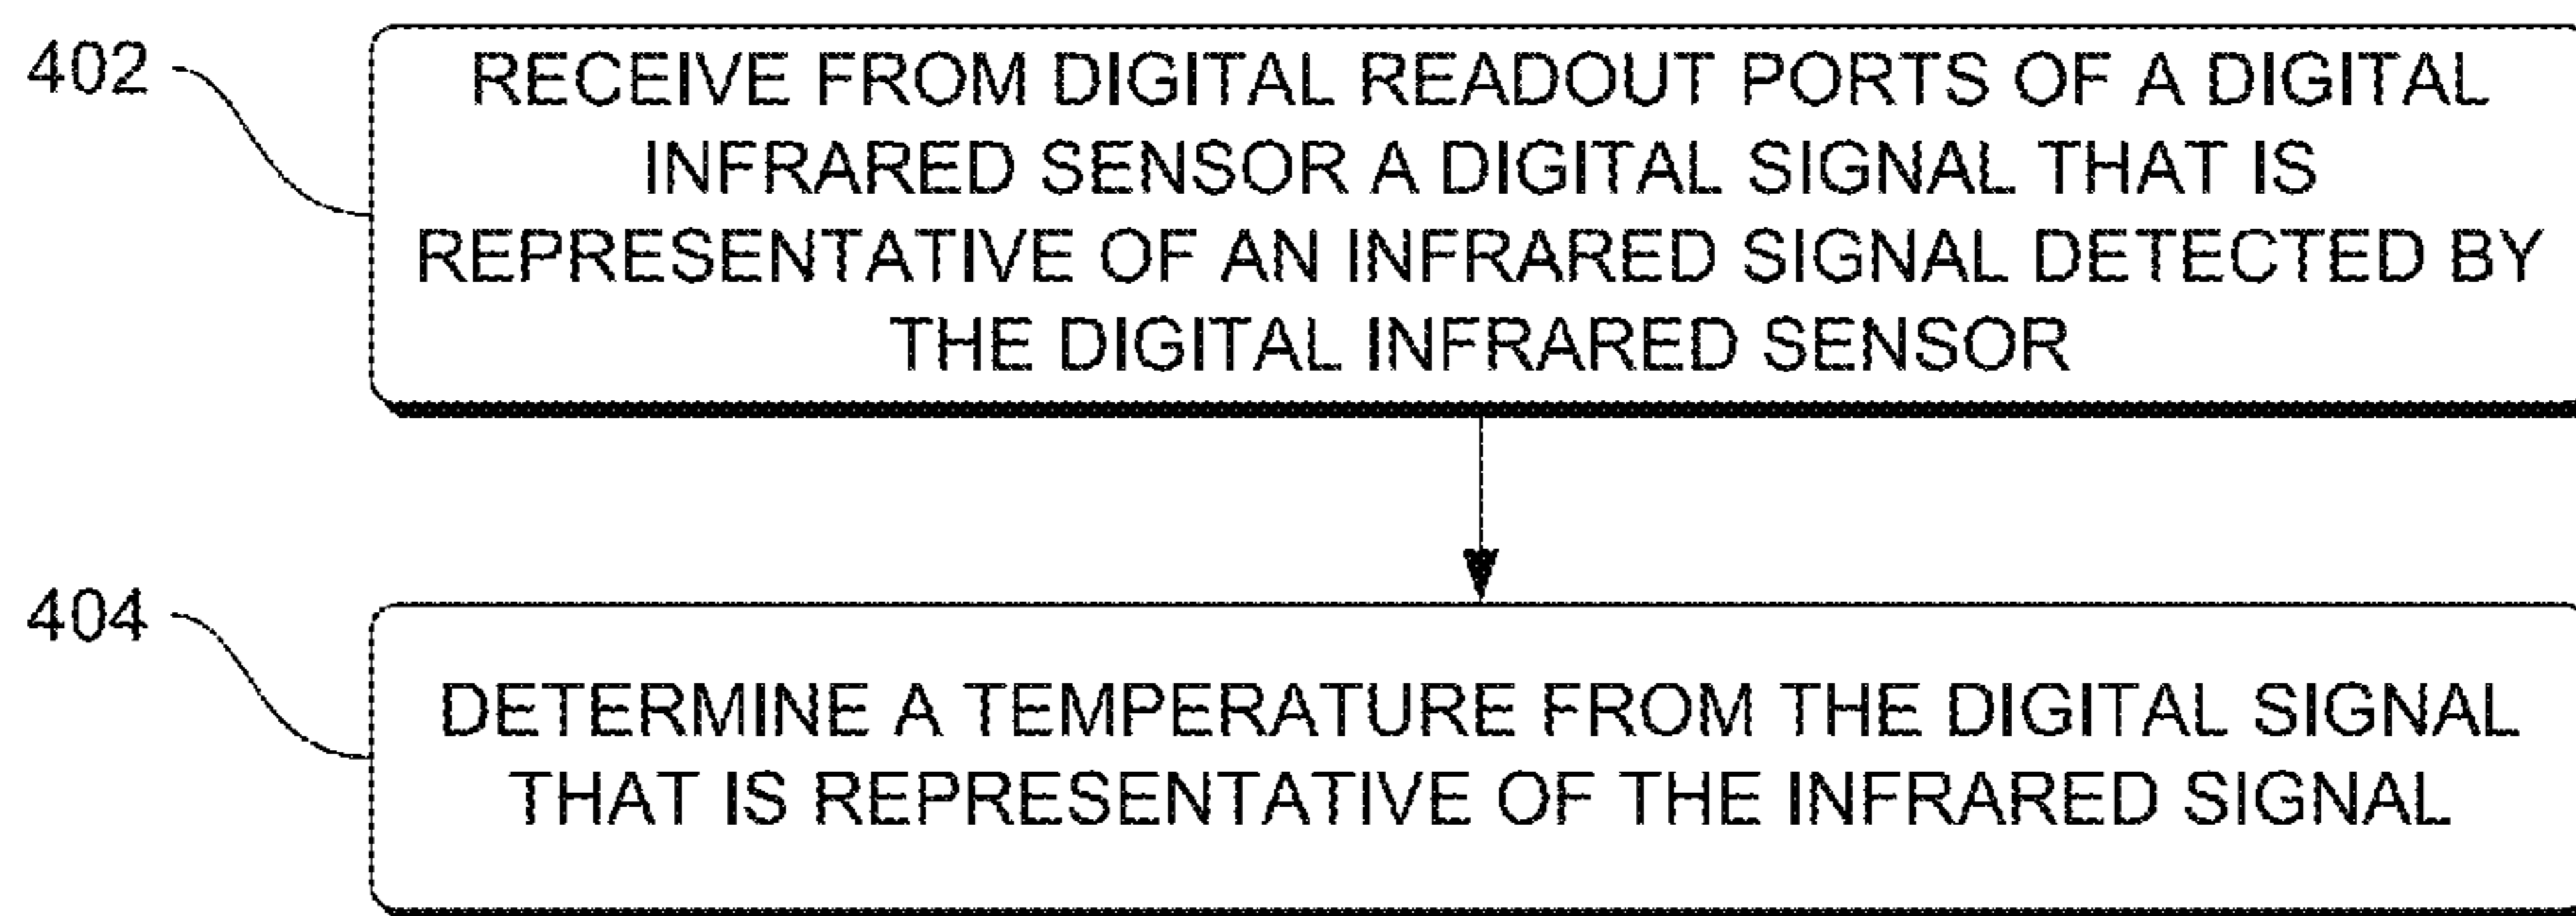 402
RECEIVE FROM DIGITAL READOUT PORTS OF A DIGITAL
INFRARED SENSOR A DIGITAL SIGNAL THAT IS
REPRESENTATIVE OF AN INFRARED SIGNAL DETECTED BY
THE DIGITAL INFRARED SENSOR
404
DETERMINE A TEMPERATURE FROM THE DIGITAL SIGNAL
THAT IS REPRESENTATIVE OF THE INFRARED SIGNAL